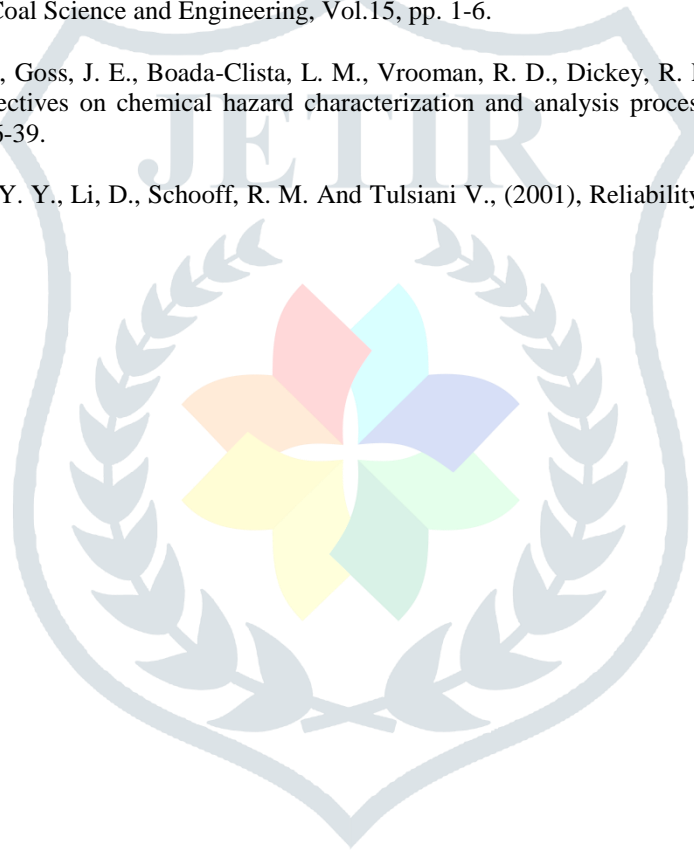 Coal Science and Engineering, Vol.15, pp. 1-6.
, Goss, J. E., Boada-Clista, L. M., Vrooman, R. D., Dickey, R.
ectives on chemical hazard characterization and analysis proces
-39.
JETIR
Y. Y., Li, D., Schooff, R. M. And Tulsiani V., (2001), Reliability